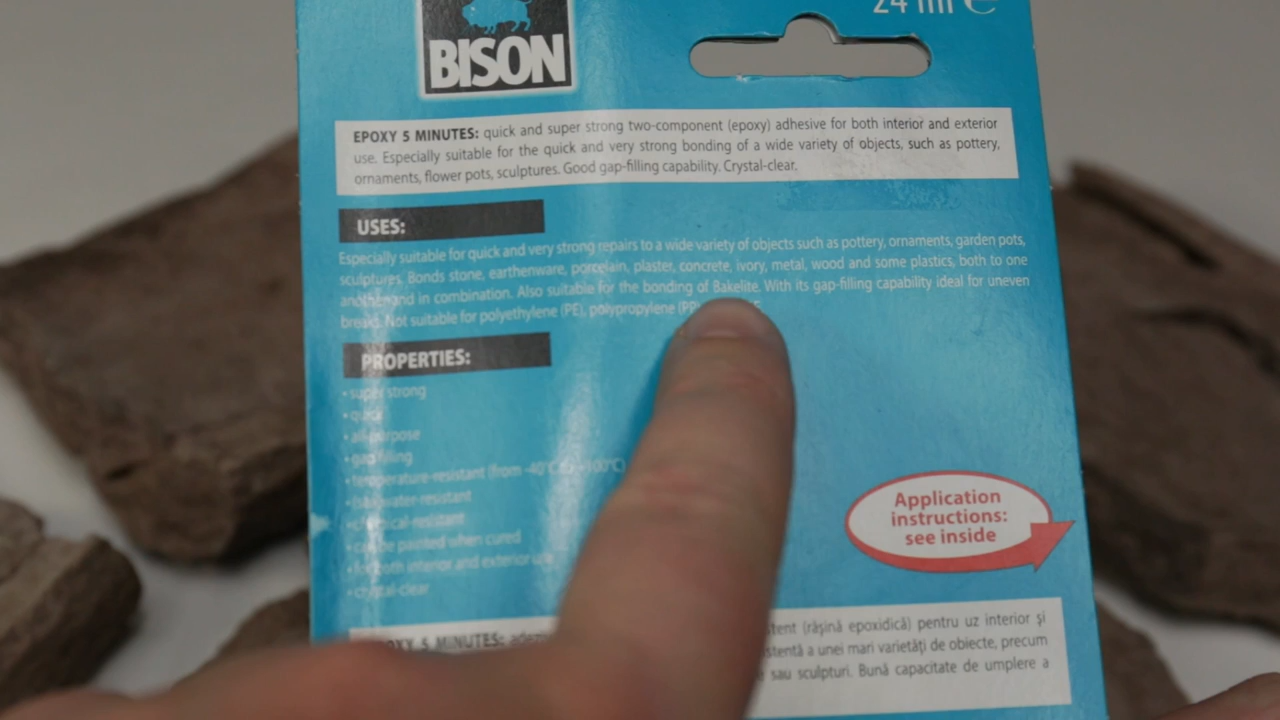 24 ml e
BISON
EPOXY 5 MINUTES: quick and super strong two-component (epoxy) adhesive for both interior and exterior
use. Especially suitable for the quick and very strong bonding of a wide variety of objects, such as pottery,
ornaments, flower pots, sculptures. Good gap-filling capability. Crystal-clear.
USES:
Especially suitable for quick and very strong repairs to a wide variety of objects such as pottery, ornaments, garden pots,
sculptures. Bonds stone, earthenware, porcelain, plaster, concrete, ivory, metal, wood and some plastics, both to one
another and in combination. Also suitable for the bonding of Bakelite. With its gap-filling capability ideal for uneven
breaks. Not suitable for polyethylene (PE), polypropylene (PP)
PROPERTIES:
• super strong
• quick
• all-purpose
• gap filling
• temperature-resistant (from -40°C to +100°C)
• water-resistant
• chemical-resistant
• can be painted when cured
• for both interior and exterior use
• crystal-clear
Application
instructions:
see inside
EPOXY 5 MINUTES: (rășină epoxidică) pentru uz interior și
a unei mari varietăți de obiecte, precum
sau sculpturi. Bună capacitate de umplere a